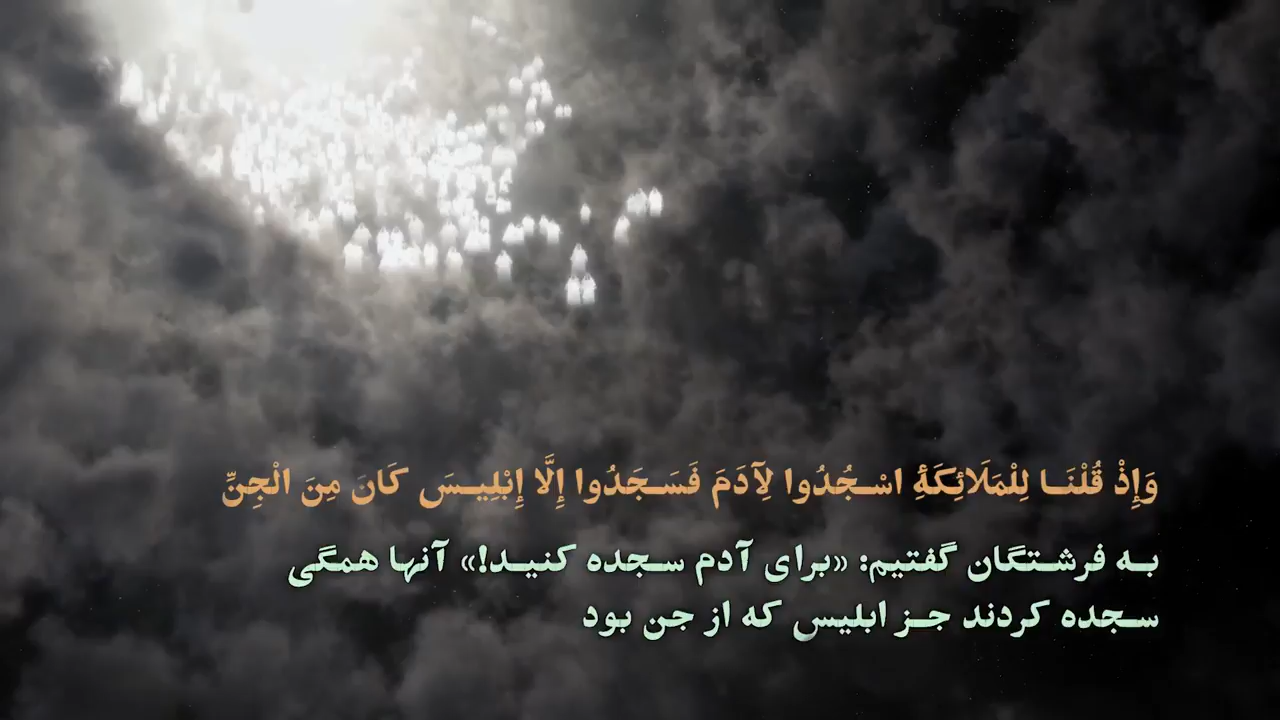 وَإِذْ قُلْنَا لِلْمَلَائِكَةِ اسْجُدُوا لِآدَمَ فَسَجَدُوا إِلَّا إِبْلِيسَ كَانَ مِنَ الْجِنِّ
به فرشتگان گفتیم: «برای آدم سجده کنید!» آنها همگی
سجده کردند جز ابلیس که از جن بود